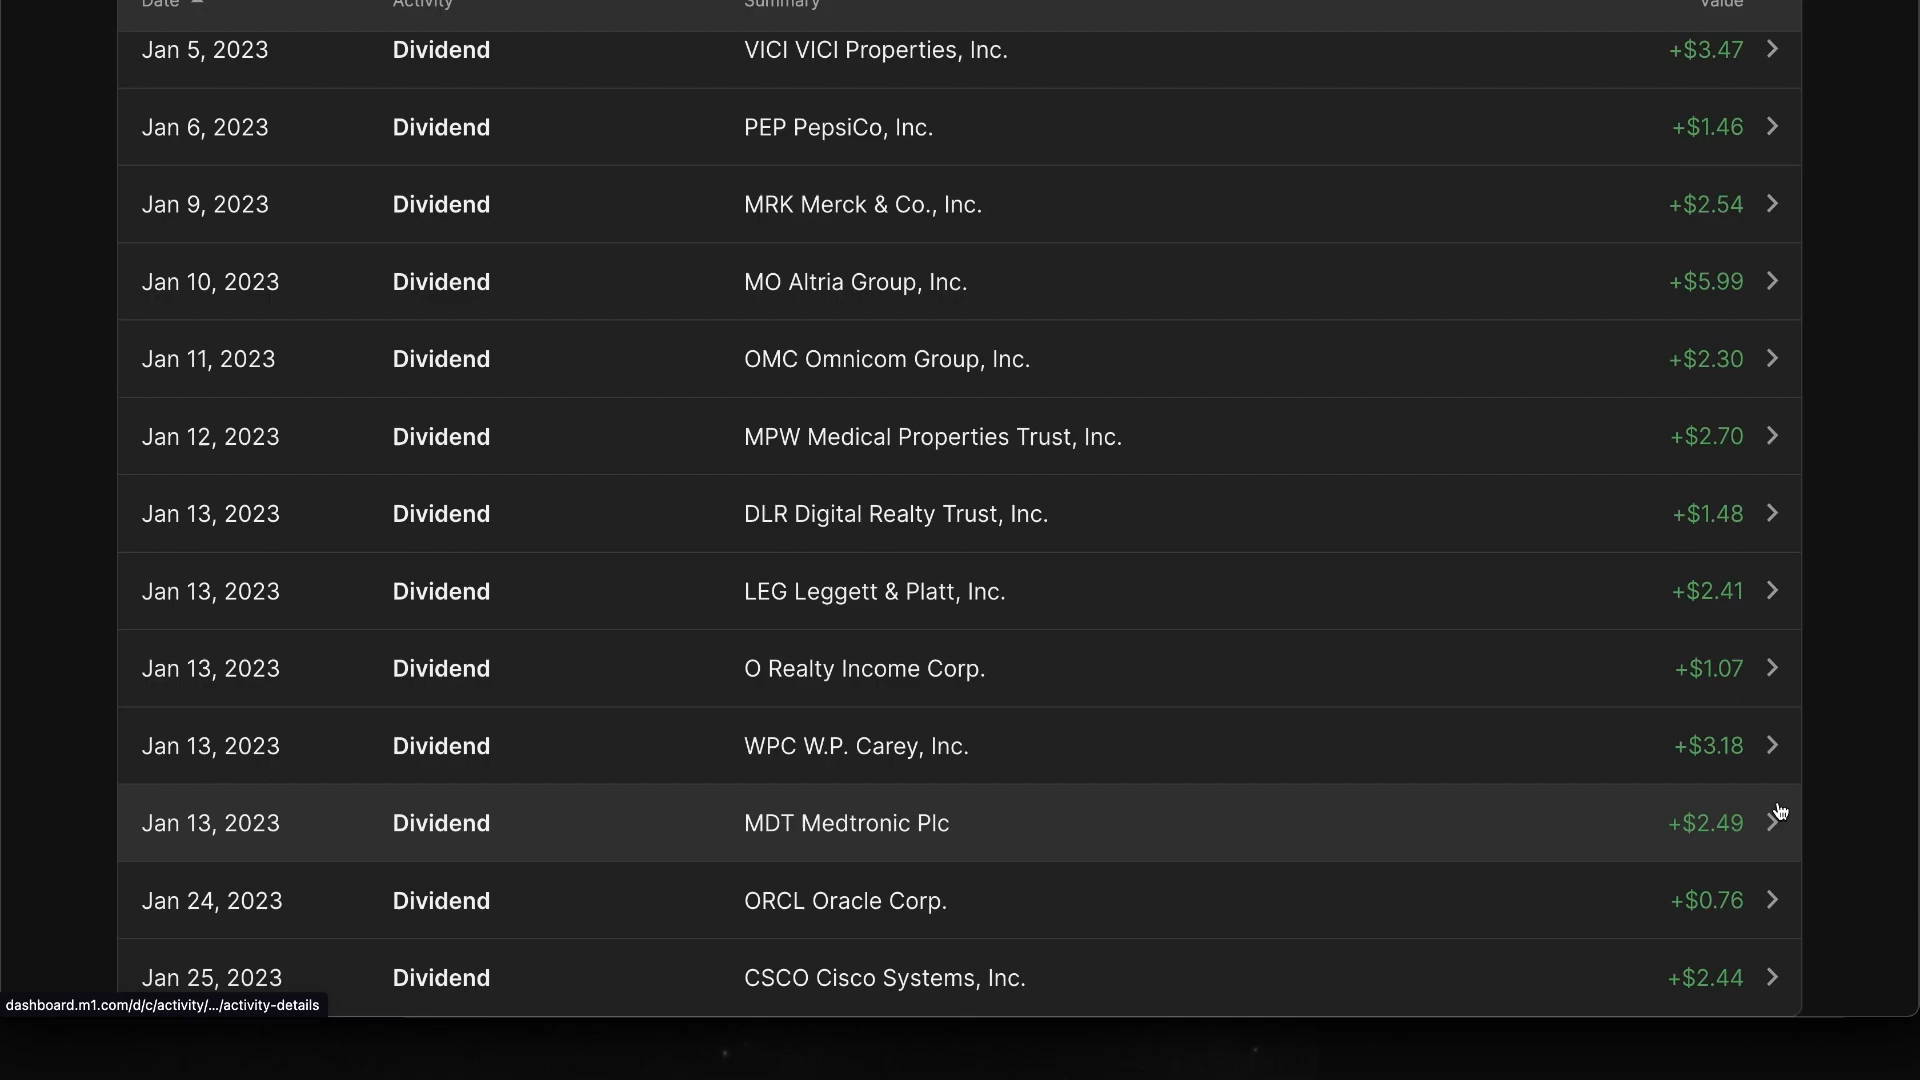 Date Activity Summary Value
Jan 5, 2023 Dividend VICI VICI Properties, Inc. +$3.47
Jan 6, 2023 Dividend PEP PepsiCo, Inc. +$1.46
Jan 9, 2023 Dividend MRK Merck & Co., Inc. +$2.54
Jan 10, 2023 Dividend MO Altria Group, Inc. +$5.99
Jan 11, 2023 Dividend OMC Omnicom Group, Inc. +$2.30
Jan 12, 2023 Dividend MPW Medical Properties Trust, Inc. +$2.70
Jan 13, 2023 Dividend DLR Digital Realty Trust, Inc. +$1.48
Jan 13, 2023 Dividend LEG Leggett & Platt, Inc. +$2.41
Jan 13, 2023 Dividend O Realty Income Corp. +$1.07
Jan 13, 2023 Dividend WPC W.P. Carey, Inc. +$3.18
Jan 13, 2023 Dividend MDT Medtronic Plc +$2.49
Jan 24, 2023 Dividend ORCL Oracle Corp. +$0.76
Jan 25, 2023 Dividend CSCO Cisco Systems, Inc. +$2.44
dashboard.m1.com/d/c/activity/.../activity-details